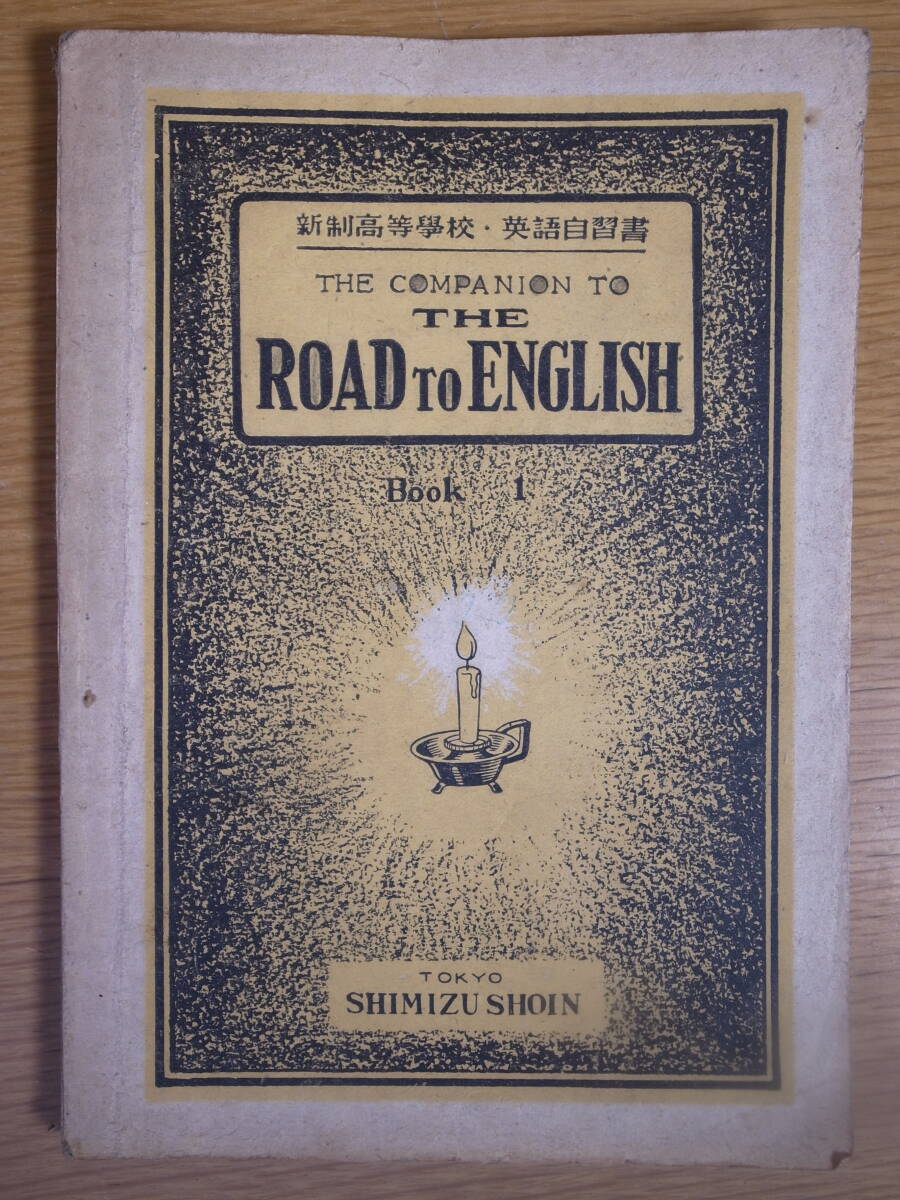 新制高等學校・英語自習書
THE COMPANION TO
THE
ROAD TO ENGLISH
Book 1
TOKYO
SHIMIZU SHOIN